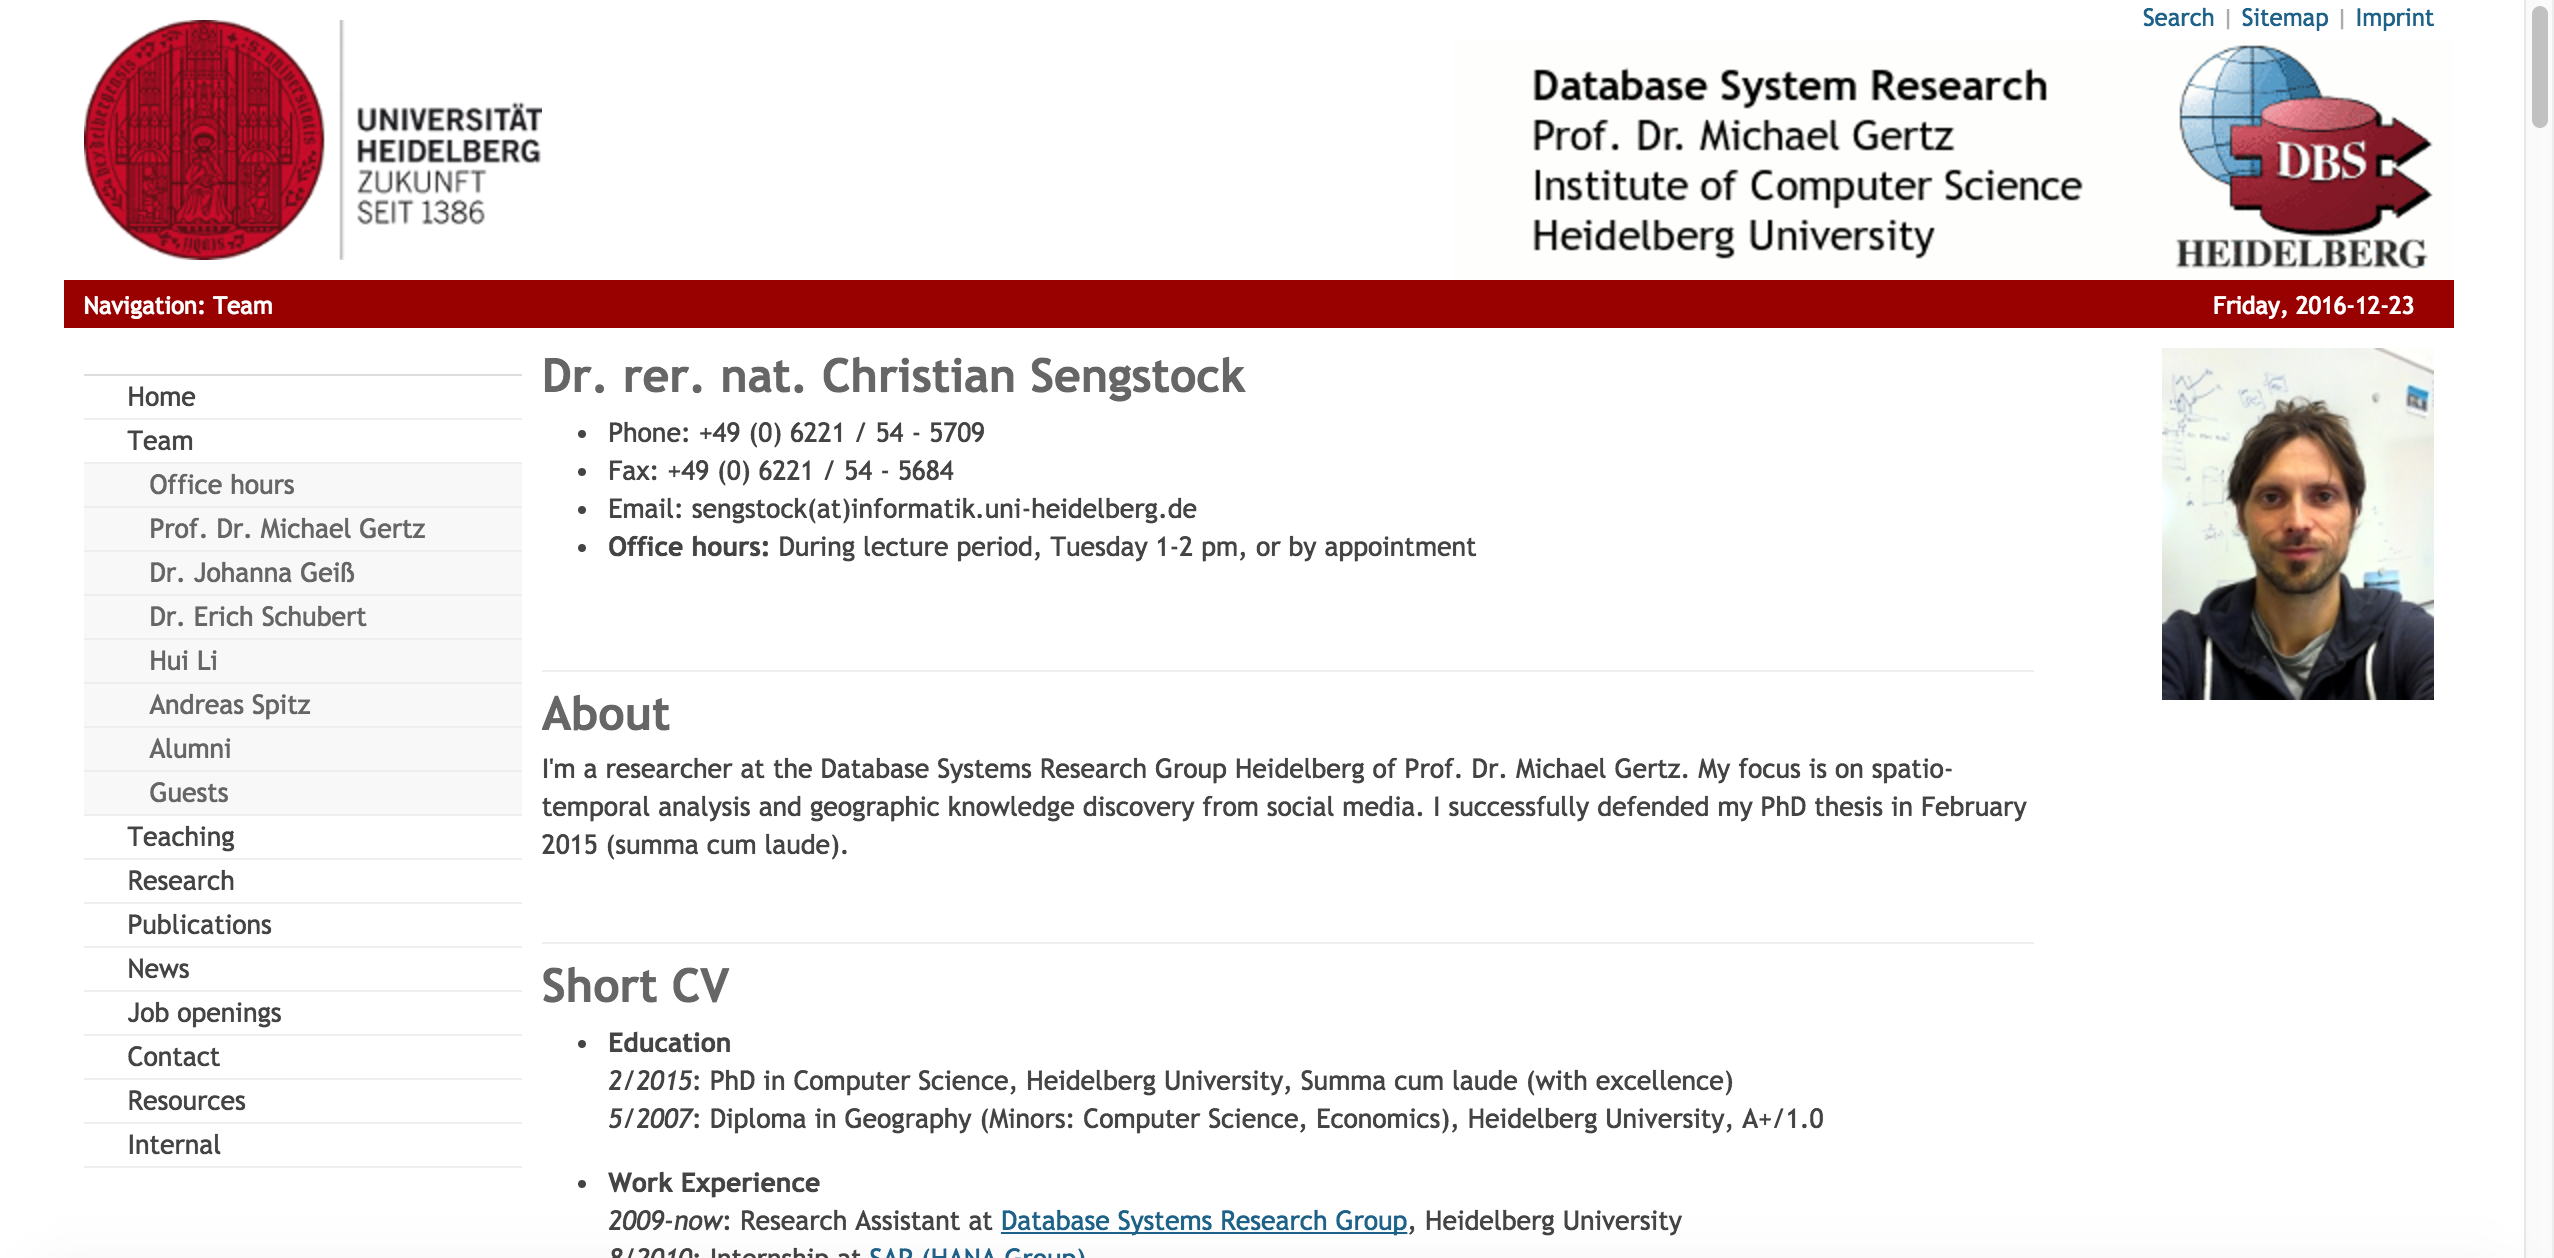 Search | Sitemap | Imprint
UNIVERSITÄT
HEIDELBERG
ZUKUNFT
SEIT 1386
Database System Research
Prof. Dr. Michael Gertz
Institute of Computer Science
Heidelberg University
DBS
HEIDELBERG
Navigation: Team
Friday, 2016-12-23
Home
Team
Office hours
Prof. Dr. Michael Gertz
Dr. Johanna Geiß
Dr. Erich Schubert
Hui Li
Andreas Spitz
Alumni
Guests
Teaching
Research
Publications
News
Job openings
Contact
Resources
Internal
Dr. rer. nat. Christian Sengstock
• Phone: +49 (0) 6221 / 54 - 5709
• Fax: +49 (0) 6221 / 54 - 5684
• Email: sengstock(at)informatik.uni-heidelberg.de
• Office hours: During lecture period, Tuesday 1-2 pm, or by appointment
About
I'm a researcher at the Database Systems Research Group Heidelberg of Prof. Dr. Michael Gertz. My focus is on spatio-
temporal analysis and geographic knowledge discovery from social media. I successfully defended my PhD thesis in February
2015 (summa cum laude).
Short CV
• Education
2/2015: PhD in Computer Science, Heidelberg University, Summa cum laude (with excellence)
5/2007: Diploma in Geography (Minors: Computer Science, Economics), Heidelberg University, A+/1.0
• Work Experience
2009-now: Research Assistant at Database Systems Research Group, Heidelberg University
8/2010: Internship at SAP (HANA Group)